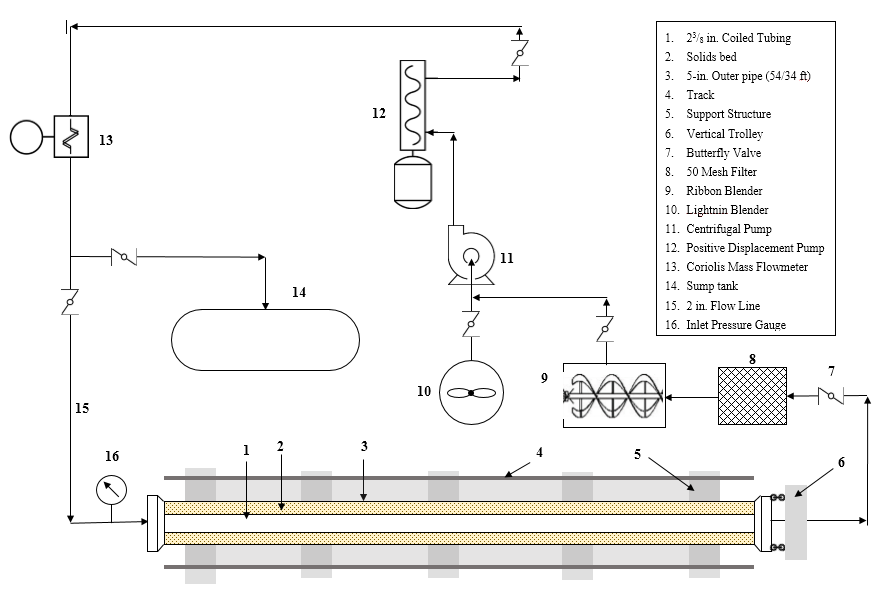 1. 2³/₈ in. Coiled Tubing
2. Solids bed
3. 5-in. Outer pipe (54/34 ft)
4. Track
5. Support Structure
6. Vertical Trolley
7. Butterfly Valve
8. 50 Mesh Filter
9. Ribbon Blender
10. Lightnin Blender
11. Centrifugal Pump
12. Positive Displacement Pump
13. Coriolis Mass Flowmeter
14. Sump tank
15. 2 in. Flow Line
16. Inlet Pressure Gauge
12
13
11
14
8
7
9
10
15
16
1
2
3
4
5
6